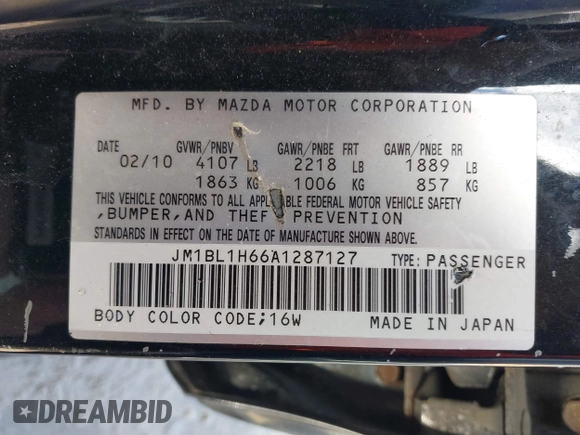 MFD. BY MAZDA MOTOR CORPORATION
DATE GVWR/PNBV GAWR/PNBE FRT GAWR/PNBE RR
02/10 4107 LB 2218 LB 1889 LB
1863 KG 1006 KG 857 KG
THIS VEHICLE CONFORMS TO ALL APPLICABLE FEDERAL MOTOR VEHICLE SAFETY
,BUMPER,AND THEFT PREVENTION
STANDARDS IN EFFECT ON THE DATE OF MANUFACTURE SHOWN ABOVE.
JM1BL1H66A1287127 TYPE: PASSENGER
BODY COLOR CODE;16W MADE IN JAPAN
DREAMBID